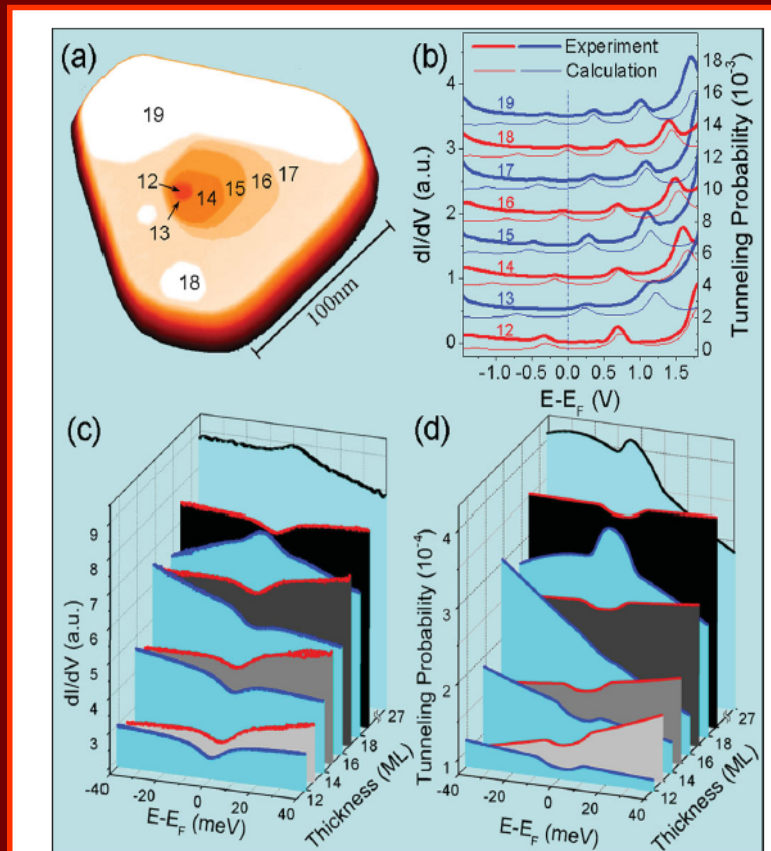 (a)
19
12
13
14
15
16
17
18
100nm
(b)
Experiment
Calculation
dI/dV (a.u.)
4
3
2
1
0
19
18
17
16
15
14
13
12
18
16
14
12
10
8
6
4
2
0
Tunneling Probability (10⁻³)
-1.0 -0.5 0.0 0.5 1.0 1.5
E-E_F (V)
(c)
dI/dV (a.u.)
9
8
7
6
5
4
3
-40 -20 0 20 40
E-E_F (meV)
12 14 16 18 27
Thickness (ML)
(d)
Tunneling Probability (10⁻⁴)
4
3
2
1
-40 -20 0 20 40
E-E_F (meV)
12 14 16 18 27
Thickness (ML)